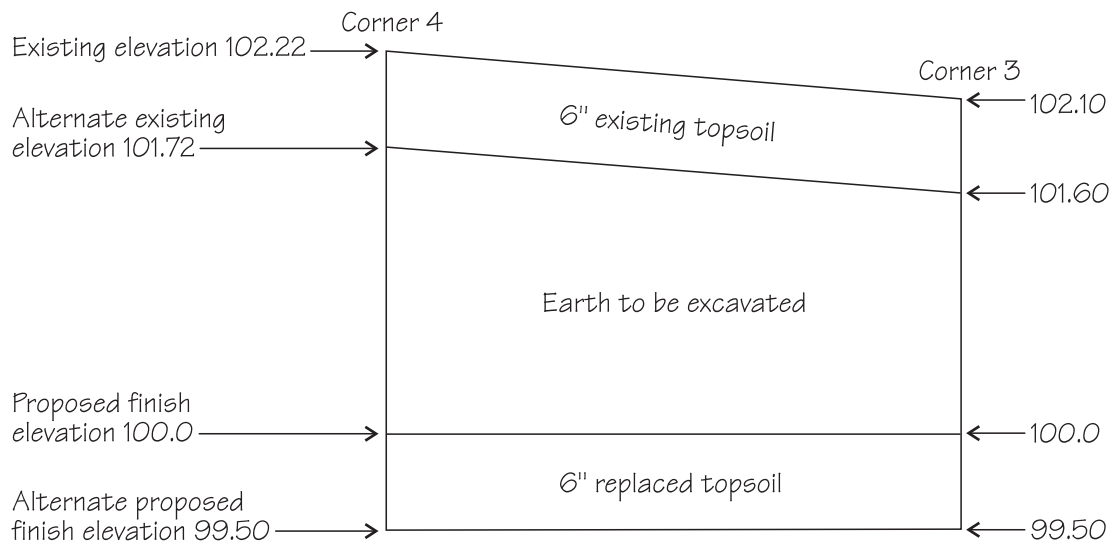 Corner 4
Existing elevation 102.22
Corner 3
102.10
6" existing topsoil
Alternate existing
elevation 101.72
101.60
Earth to be excavated
Proposed finish
elevation 100.0
100.0
6" replaced topsoil
Alternate proposed
finish elevation 99.50
99.50